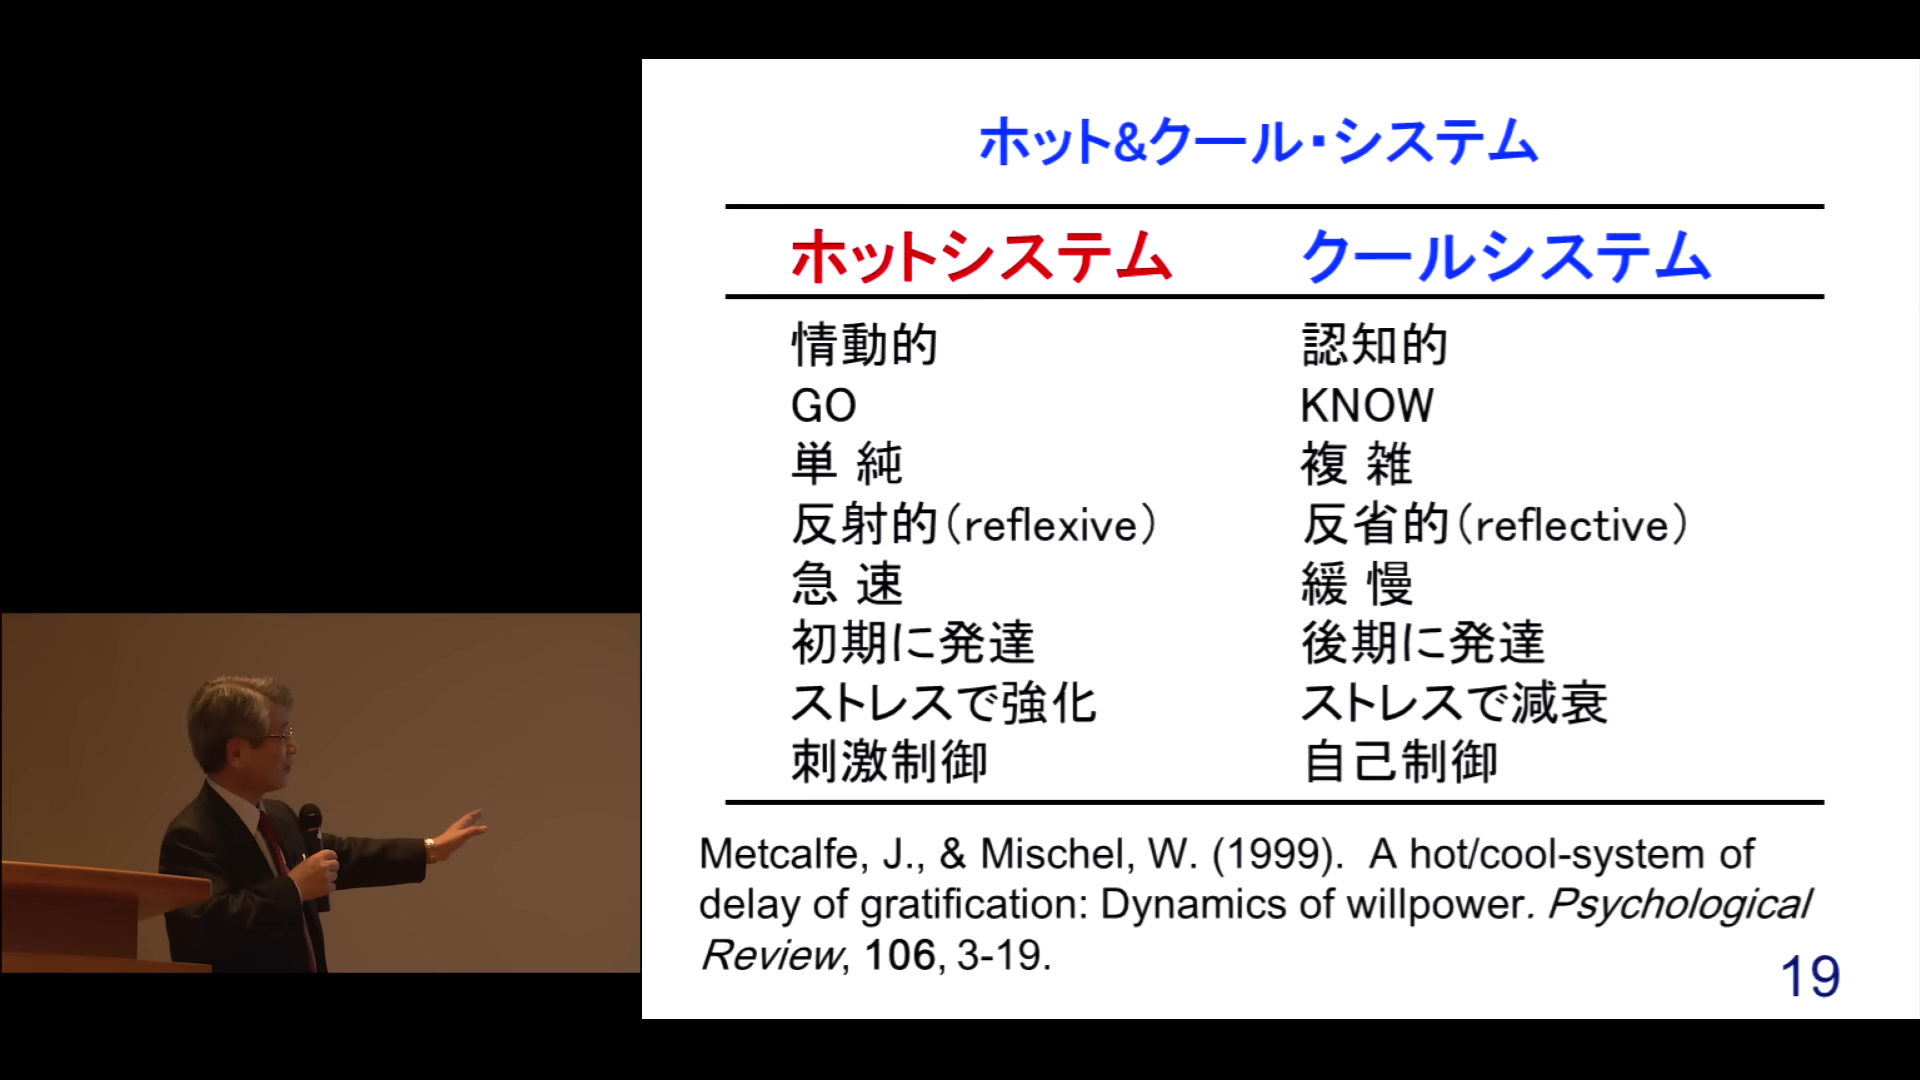 ホット&クール・システム
ホットシステム クールシステム
情動的 認知的
GO KNOW
単 純 複 雑
反射的（reflexive） 反省的（reflective）
急 速 緩 慢
初期に発達 後期に発達
ストレスで強化 ストレスで減衰
刺激制御 自己制御
Metcalfe, J., & Mischel, W. (1999). A hot/cool-system of
delay of gratification: Dynamics of willpower. Psychological
Review, 106, 3-19.
19